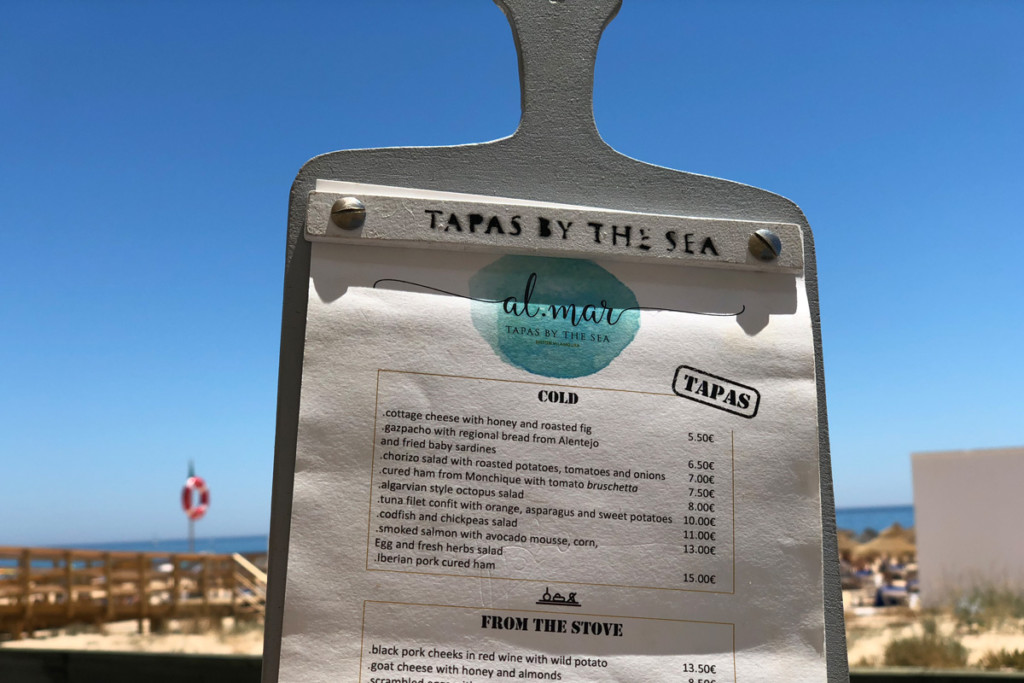 TAPAS BY THE SEA
al.mar
TAPAS BY THE SEA
TAPAS
COLD
.cottage cheese with honey and roasted fig 5.50€
.gazpacho with regional bread from Alentejo
and fried baby sardines 6.50€
.chorizo salad with roasted potatoes, tomatoes and onions 7.00€
.cured ham from Monchique with tomato bruschetta 7.50€
.algarvian style octopus salad 8.00€
.tuna filet confit with orange, asparagus and sweet potatoes 10.00€
.codfish and chickpeas salad 11.00€
.smoked salmon with avocado mousse, corn, 13.00€
Egg and fresh herbs salad
.Iberian pork cured ham 15.00€
FROM THE STOVE
.black pork cheeks in red wine with wild potato 13.50€
.goat cheese with honey and almonds 8.50€